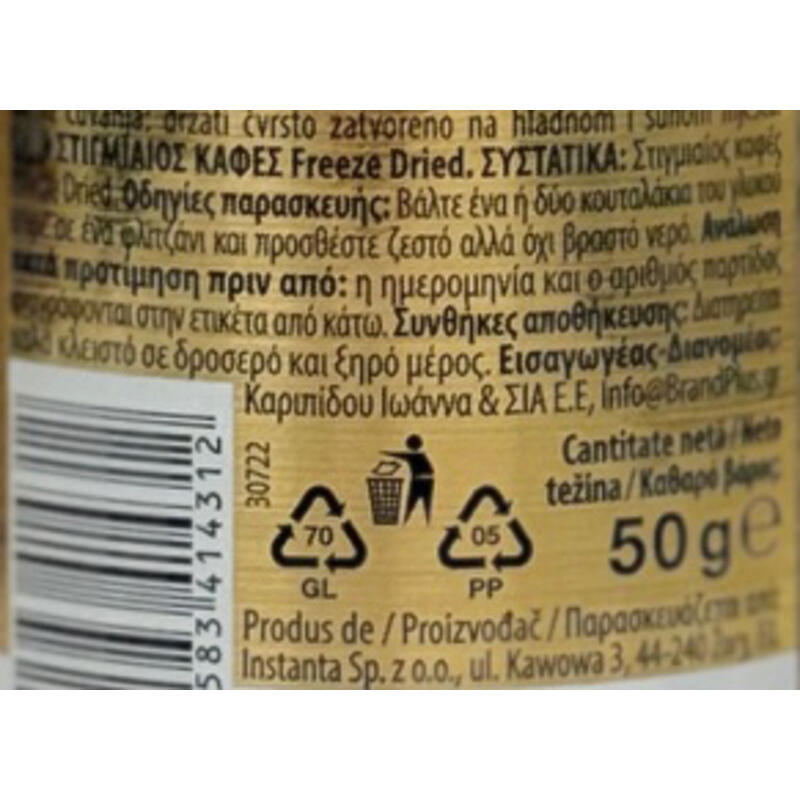 čuvanja: držati čvrsto zatvoreno na hladnom i suhom
ΣΤΙΓΜΙΑΙΟΣ ΚΑΦΕΣ Freeze Dried. ΣΥΣΤΑΤΙΚΑ: Στιγμιαίος καφές
Dried. Οδηγίες παρασκευής: Βάλτε ένα ή δύο κουταλάκια του γλυκού
σε ένα φλιτζάνι και προσθέστε ζεστό αλλά όχι βραστό νερό. Ανάλωση
κατά προτίμηση πριν από: η ημερομηνία και ο αριθμός παρτίδας
αναγράφονται στην ετικέτα από κάτω. Συνθήκες αποθήκευσης: Διατηρείται
καλά κλειστό σε δροσερό και ξηρό μέρος. Εισαγωγέας-Διανομέας:
Καριπίδου Ιωάννα & ΣΙΑ Ε.Ε, Info@BrandPlus.gr
Cantitate netă / Neto
težina / Καθαρό βάρος
50 g e
30722
70
GL
05
PP
583 414312
Produs de / Proizvođač / Παρασκευάζεται από:
Instanta Sp. z o.o., ul. Kawowa 3, 44-240 Żory,